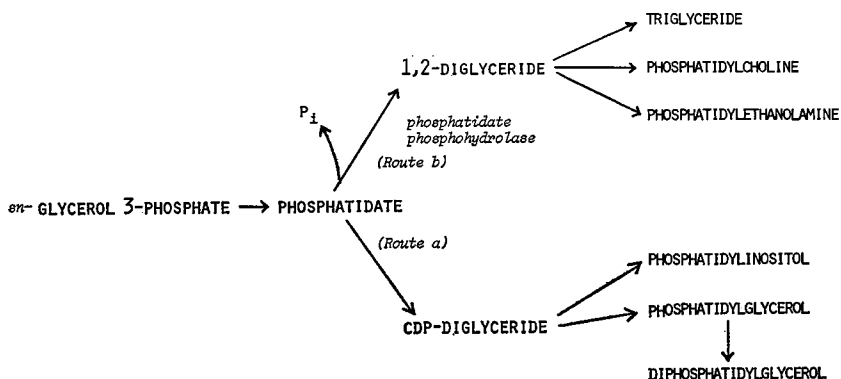 TRIGLYCERIDE
1,2-DIGLYCERIDE
PHOSPHATIDYLCHOLINE
Pi
phosphatidate
phosphohydrolase
PHOSPHATIDYLETHANOLAMINE
(Route b)
sn-GLYCEROL 3-PHOSPHATE
PHOSPHATIDATE
(Route a)
PHOSPHATIDYLINOSITOL
CDP-DIGLYCERIDE
PHOSPHATIDYLGLYCEROL
DIPHOSPHATIDYLGLYCEROL